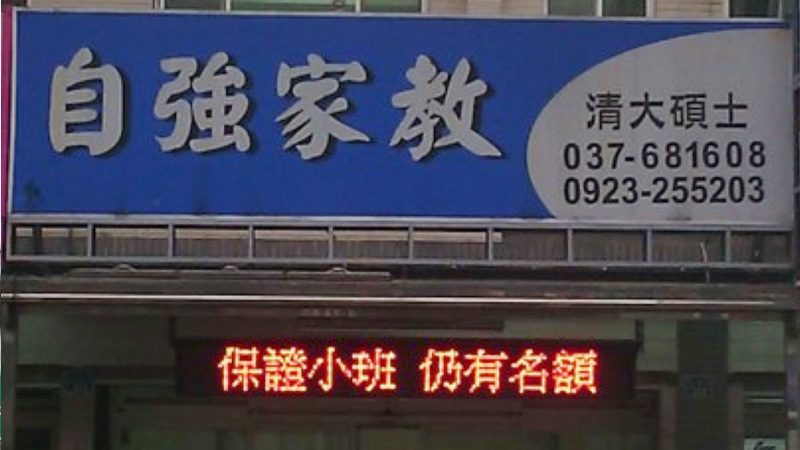 自強家教
清大碩士
037-681608
0923-255203
保證小班 仍有名額